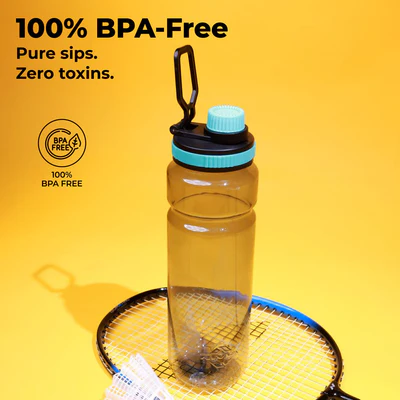 100% BPA-Free
Pure sips.
Zero toxins.
BPA
FREE
100%
BPA FREE